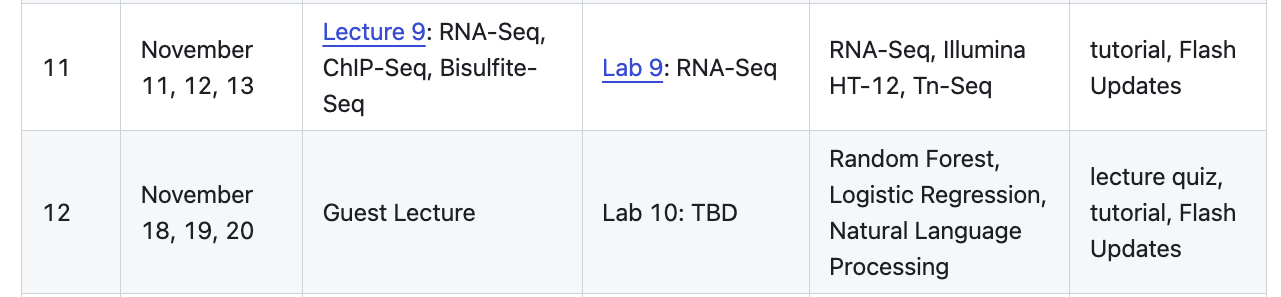 11
November
11, 12, 13
Lecture 9: RNA-Seq,
ChIP-Seq, Bisulfite-
Seq
Lab 9: RNA-Seq
RNA-Seq, Illumina
HT-12, Tn-Seq
tutorial, Flash
Updates
12
November
18, 19, 20
Guest Lecture
Lab 10: TBD
Random Forest,
Logistic Regression,
Natural Language
Processing
lecture quiz,
tutorial, Flash
Updates